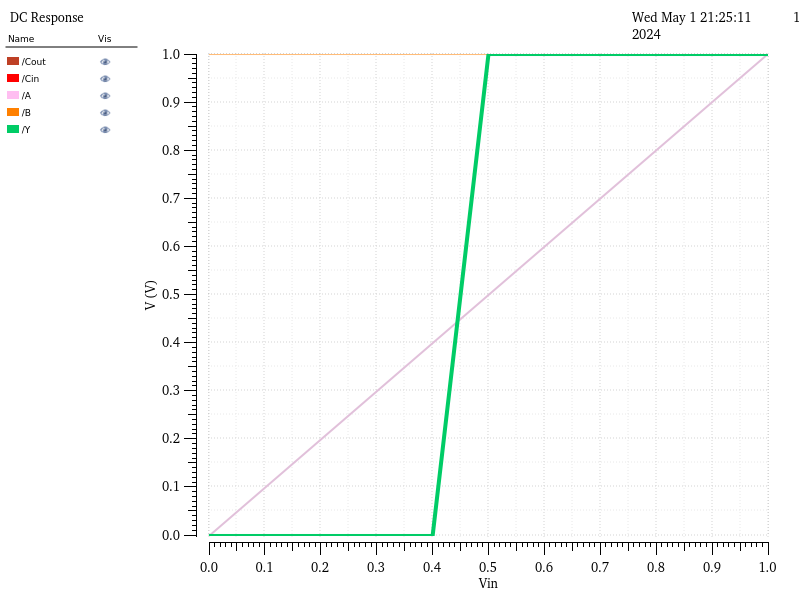 DC Response
Wed May 1 21:25:11 2024
1
Name Vis
/Cout
/Cin
/A
/B
/Y
V (V)
1.0
0.9
0.8
0.7
0.6
0.5
0.4
0.3
0.2
0.1
0.0
0.0 0.1 0.2 0.3 0.4 0.5 0.6 0.7 0.8 0.9 1.0
Vin